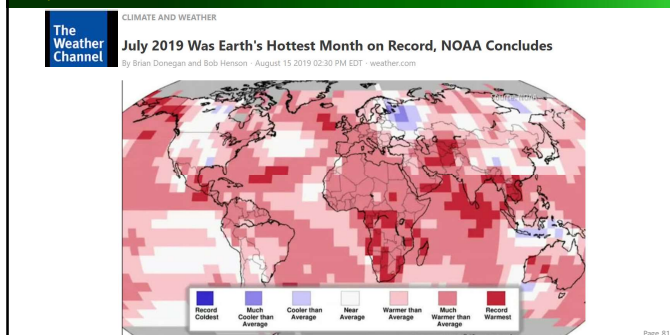 The
Weather
Channel
CLIMATE AND WEATHER
July 2019 Was Earth's Hottest Month on Record, NOAA Concludes
By Brian Donegan and Bob Henson · August 15 2019 02:30 PM EDT · weather.com
Record
Coldest
Much
Cooler than
Average
Cooler than
Average
Near
Average
Warmer than
Average
Much
Warmer than
Average
Record
Warmest
Page 81